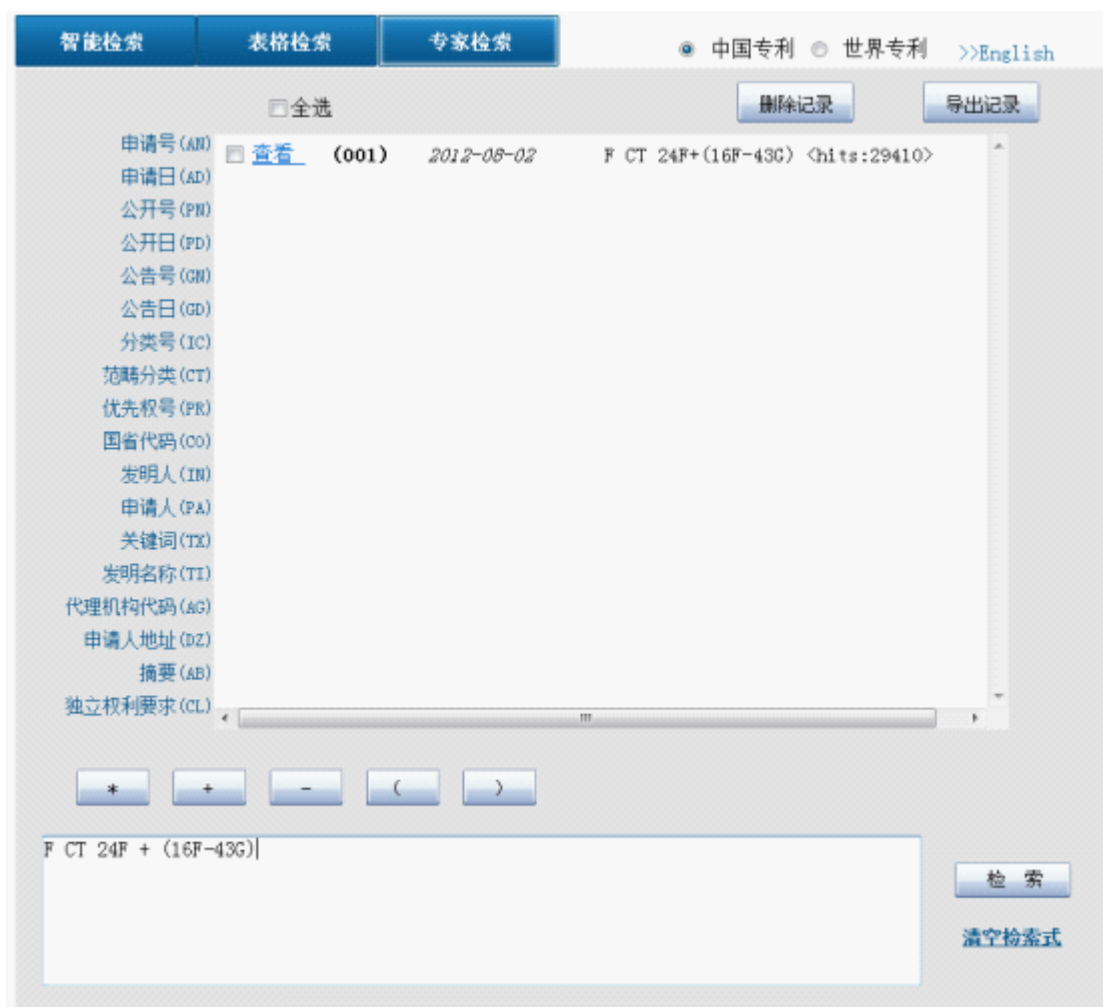 智能检索 表格检索 专家检索 中国专利 世界专利 >>English
全选 删除记录 导出记录
申请号(AN) 查看 (001) 2012-08-02 F CT 24F+(16F-43G) <hits:29410>
申请日(AD)
公开号(PN)
公开日(PD)
公告号(GN)
公告日(GD)
分类号(IC)
范畴分类(CT)
优先权号(PR)
国省代码(CO)
发明人(IN)
申请人(PA)
关键词(TX)
发明名称(TI)
代理机构代码(AG)
申请人地址(DZ)
摘要(AB)
独立权利要求(CL)
* + - ( )
F CT 24F + (16F-43G)
检 索
清空检索式